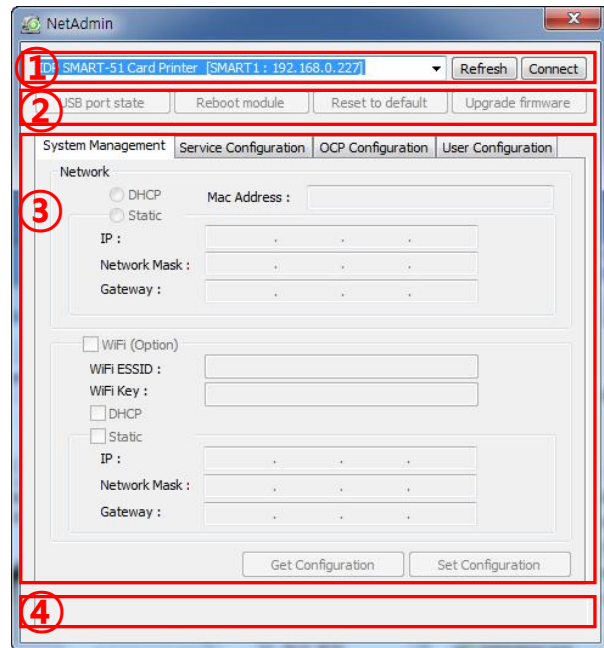 NetAdmin
① IDP SMART-51 Card Printer [SMART1 : 192.168.0.227] Refresh Connect
② USB port state Reboot module Reset to default Upgrade firmware
System Management Service Configuration OCP Configuration User Configuration
Network
DHCP Mac Address :
③ Static
IP : . . .
Network Mask : . . .
Gateway : . . .
WiFi (Option)
WiFi ESSID :
WiFi Key :
DHCP
Static
IP : . . .
Network Mask : . . .
Gateway : . . .
Get Configuration Set Configuration
④